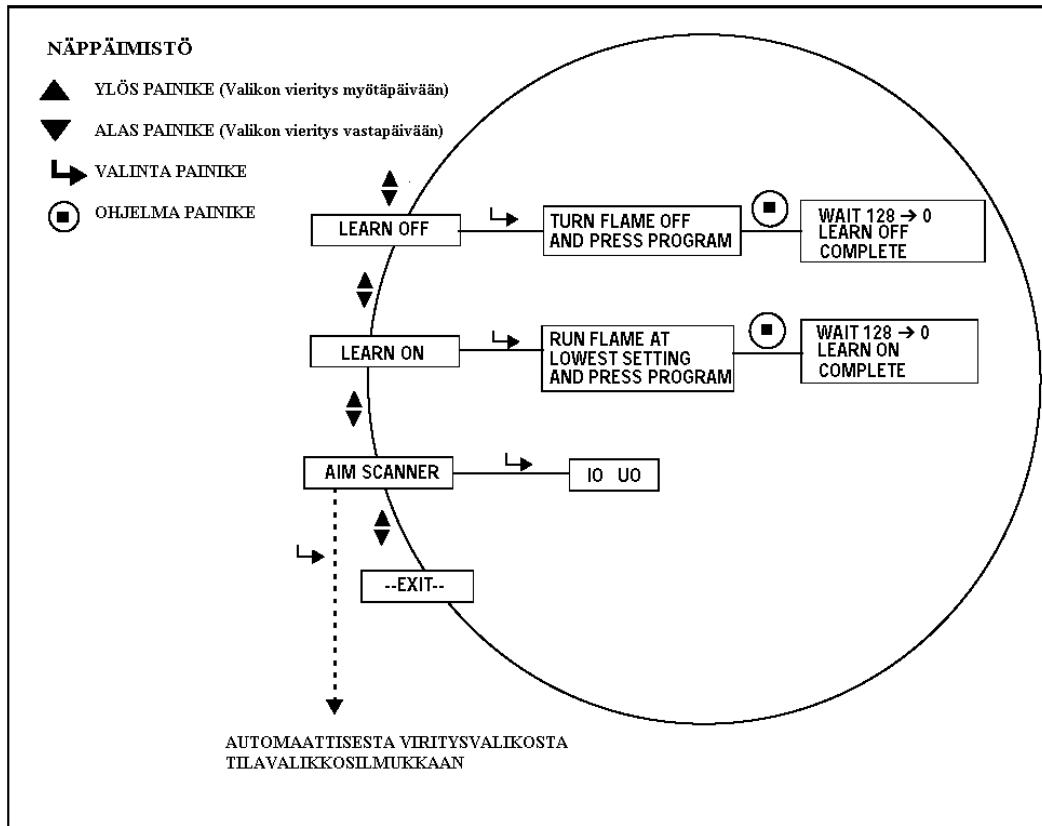 NÄPPÄIMISTÖ
YLÖS PAINIKE (Valikon vieritys myötäpäivään)
ALAS PAINIKE (Valikon vieritys vastapäivään)
VALINTA PAINIKE
OHJELMA PAINIKE
LEARN OFF
TURN FLAME OFF
AND PRESS PROGRAM
WAIT 128 → 0
LEARN OFF
COMPLETE
LEARN ON
RUN FLAME AT
LOWEST SETTING
AND PRESS PROGRAM
WAIT 128 → 0
LEARN ON
COMPLETE
AIM SCANNER
I0 U0
--EXIT--
AUTOMAATTISESTA VIRITYSVALIKOSTA
TILAVALIKKOSILMUKKAAN